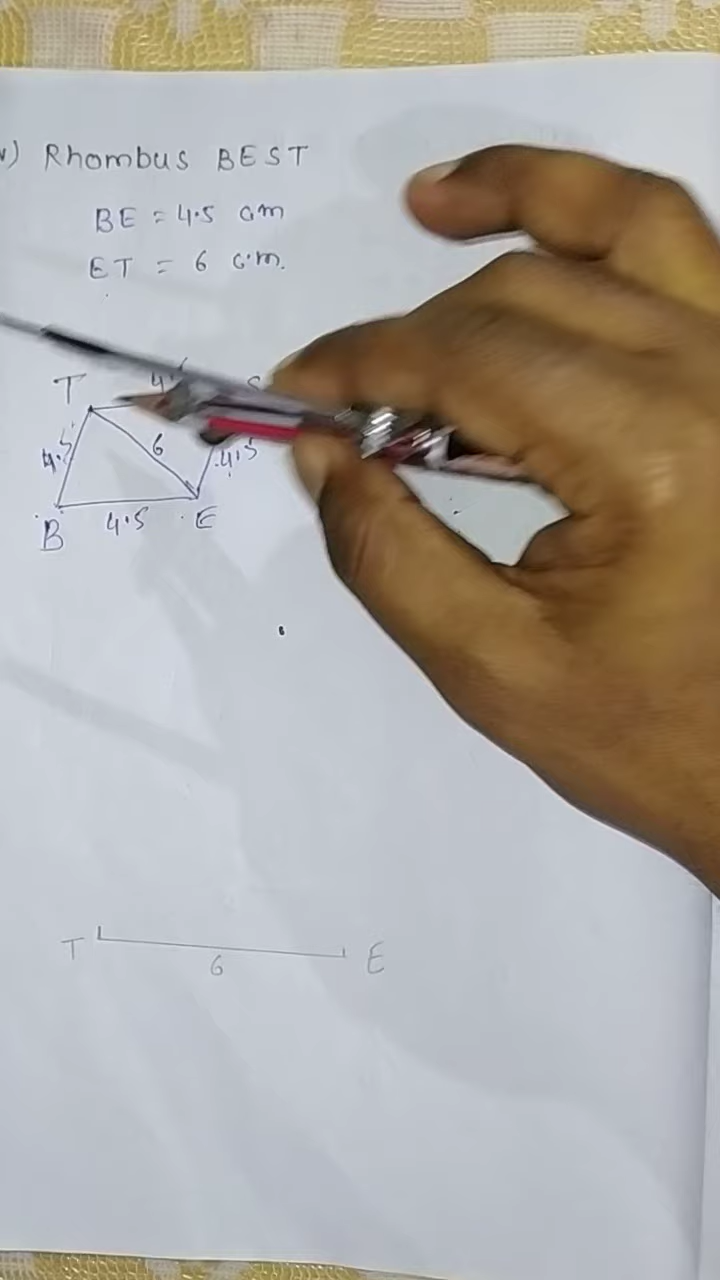 v) Rhombus BEST
BE = 4.5 cm
ET = 6 c.m.
T
4.5 6 4.5
B 4.5 E
T 6 E